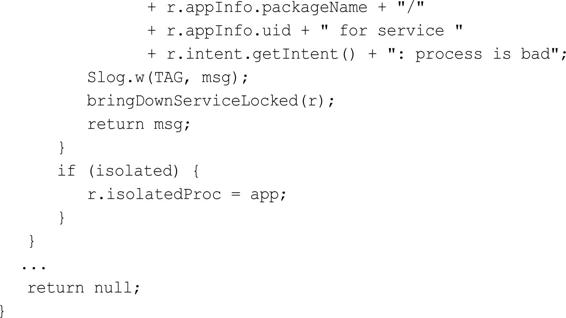 + r.appInfo.packageName + "/"
+ r.appInfo.uid + " for service "
+ r.intent.getIntent() + ": process is bad";
Slog.w(TAG, msg);
bringDownServiceLocked(r);
return msg;
}
if (isolated) {
r.isolatedProc = app;
}
}
...
return null;
}